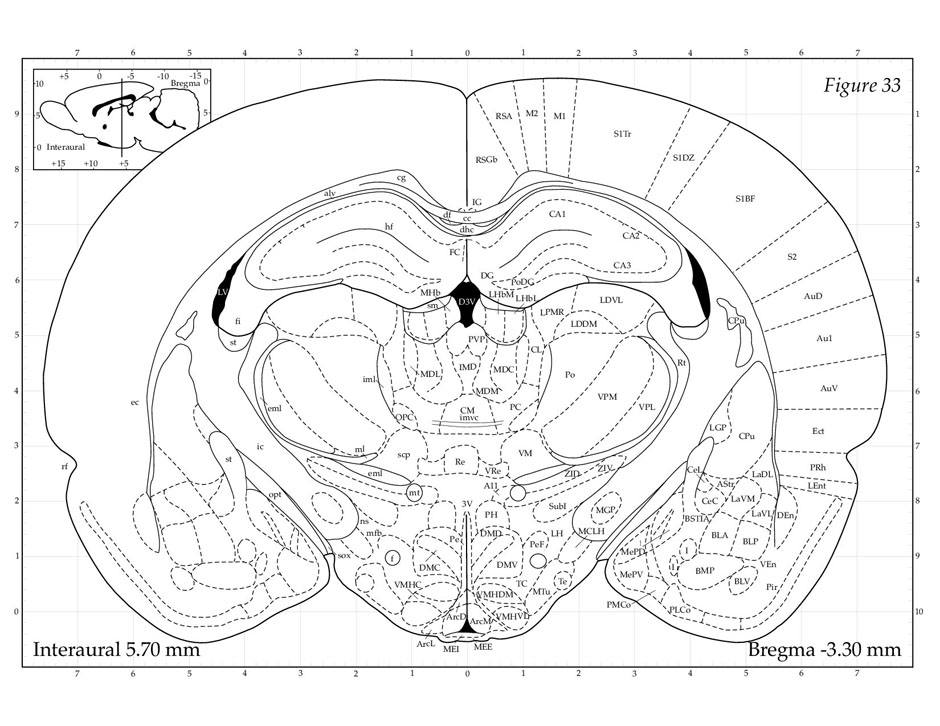 7 6 5 4 3 2 1 0 1 2 3 4 5 6 7
+5 0 -5 -10 -15
Bregma
10 0
5 5
0 Interaural
+15 +10 +5
Figure 33
9 1
8 2
7 3
6 4
5 5
4 6
3 7
2 8
1 9
0 10
RSA M2 M1
S1Tr
S1DZ
RSGb
cg
alv
IG
S1BF
df
cc
dhc
CA1
hf
CA2
S2
FC
CA3
DG
PoDG
LV
MHb
D3V
LHbM
LHbL
LDVL
AuD
sm
LPMR
fi
LDDM
CPu
st
PVP
Au1
CL
Rt
IMD
MDL
MDC
Po
iml
MDM
VPM
AuV
ec
eml
CM
imvc
PC
VPL
OPC
LGP
CPu
Ect
ic
ml
scp
VM
st
Re
rf
eml
VRe
ZID
ZIV
CeL
LaDL
PRh
A11
AStr
LEnt
opt
mt
CeC
LaVM
3V
SubI
MGP
LaVL
DEn
ns
PH
BSTIA
mfb
Pe
DMD
LH
MCLH
BLA
BLP
PeF
sox
f
MePD
I
DMC
DMV
VEn
MePV
I
BMP
VMHC
TC
Te
BLV
Pir
VMHDM
MTu
PMCo
PLCo
ArcD
ArcM
VMHVL
ArcL
MEI
MEE
Interaural 5.70 mm
Bregma -3.30 mm
7 6 5 4 3 2 1 0 1 2 3 4 5 6 7